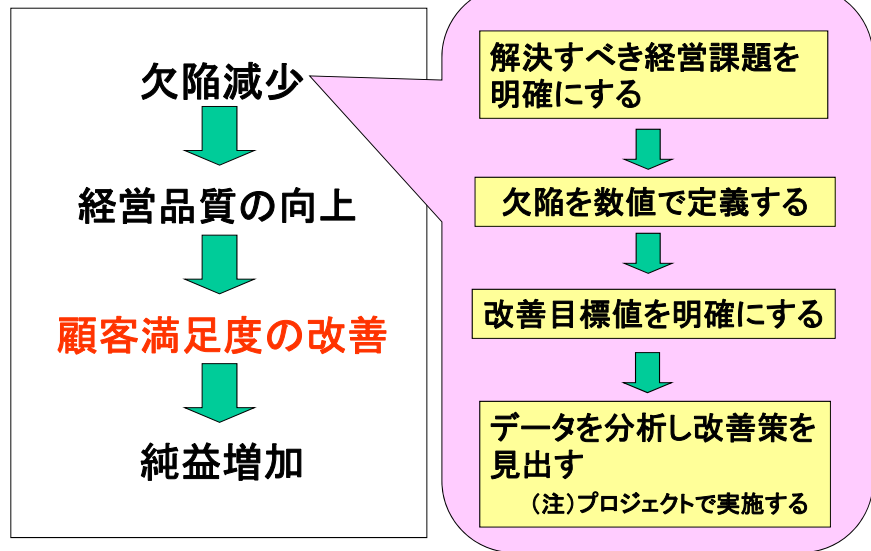 欠陥減少
経営品質の向上
顧客満足度の改善
純益増加
解決すべき経営課題を
明確にする
欠陥を数値で定義する
改善目標値を明確にする
データを分析し改善策を
見出す
（注）プロジェクトで実施する